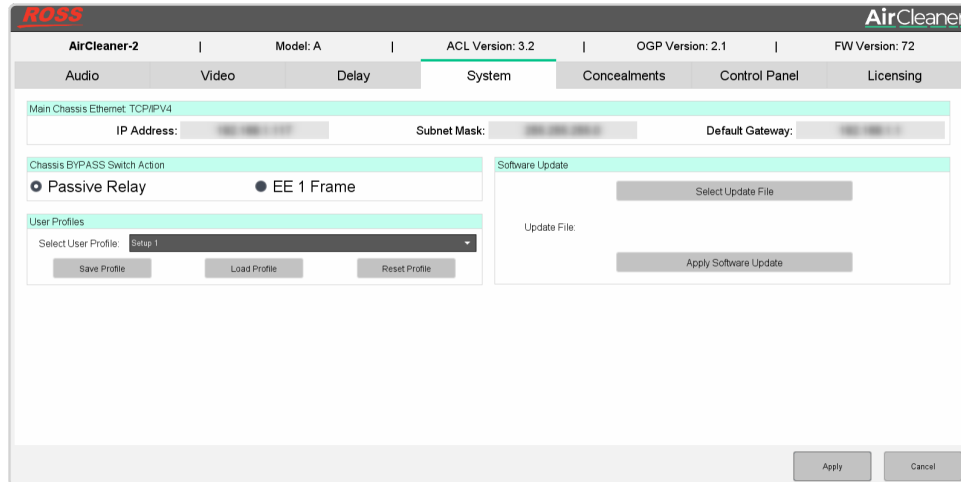 ROSS AirCleaner
AirCleaner-2 | Model: A | ACL Version: 3.2 | OGP Version: 2.1 | FW Version: 72
Audio Video Delay System Concealments Control Panel Licensing
Main Chassis Ethernet: TCP/IPV4
IP Address: Subnet Mask: Default Gateway:
Chassis BYPASS Switch Action
Passive Relay EE 1 Frame
User Profiles
Select User Profile: Setup 1
Save Profile Load Profile Reset Profile
Software Update
Select Update File
Update File:
Apply Software Update
Apply Cancel